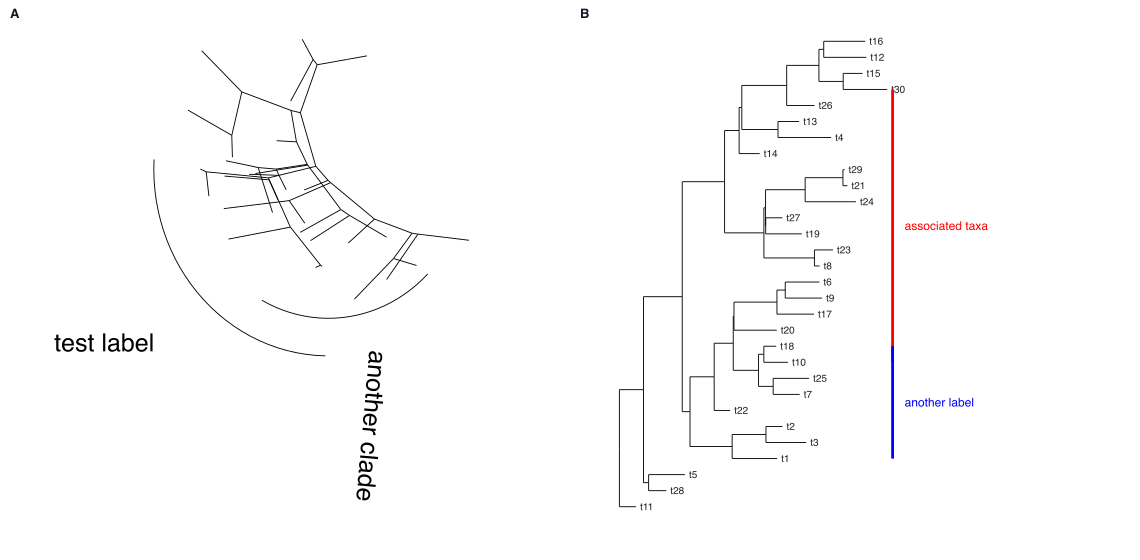 A
test label
another clade
B
t16
t12
t15
t30
t26
t13
t4
t14
t29
t21
t24
t27
t19
t23
t8
t6
t9
t17
t20
t18
t10
t25
t7
t22
t2
t3
t1
t5
t28
t11
associated taxa
another label